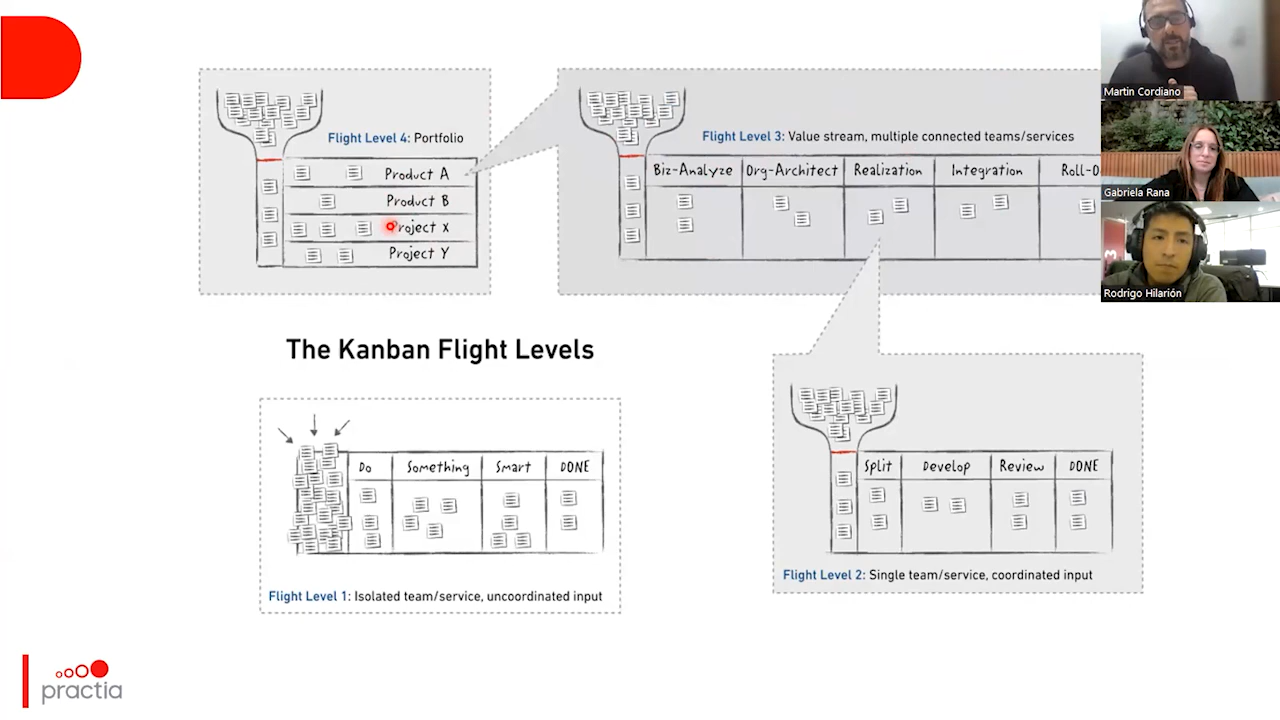 Martin Cordiano
Gabriela Rana
Rodrigo Hilarión
Flight Level 4: Portfolio
Product A
Product B
Project X
Project Y
Flight Level 3: Value stream, multiple connected teams/services
Biz-Analyze Org-Architect Realization Integration Roll-O
The Kanban Flight Levels
Do Something Smart DONE
Flight Level 1: Isolated team/service, uncoordinated input
Split Develop Review DONE
Flight Level 2: Single team/service, coordinated input
practia